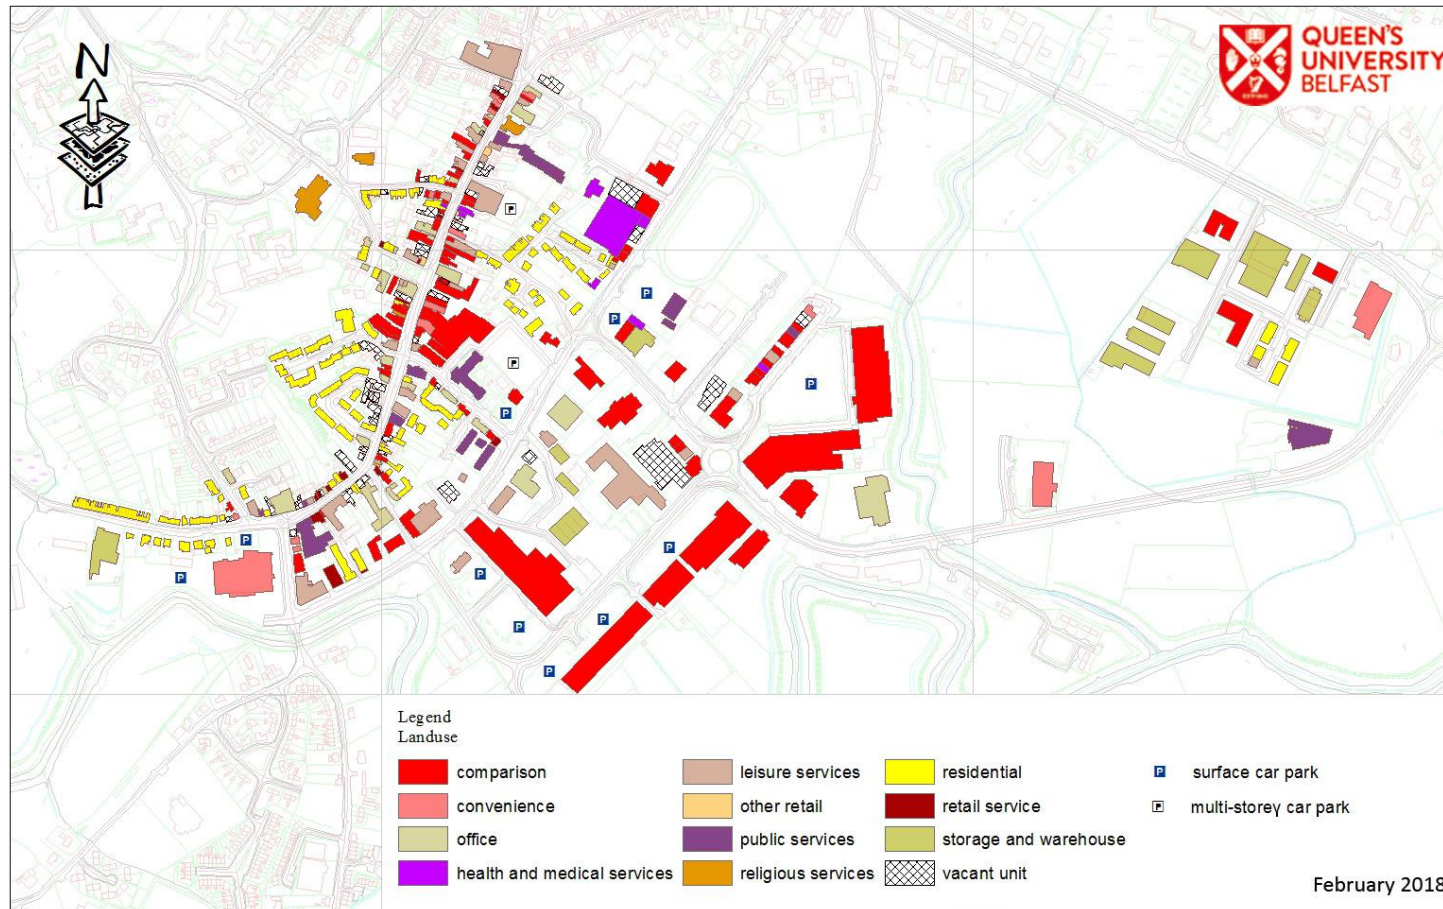 N
QUEEN'S
UNIVERSITY
BELFAST
P
P
P
P
P
P
P
P
P
P
P
P
P
Legend
Landuse
comparison
leisure services
residential
P surface car park
convenience
other retail
retail service
P multi-storey car park
office
public services
storage and warehouse
health and medical services
religious services
vacant unit
February 2018